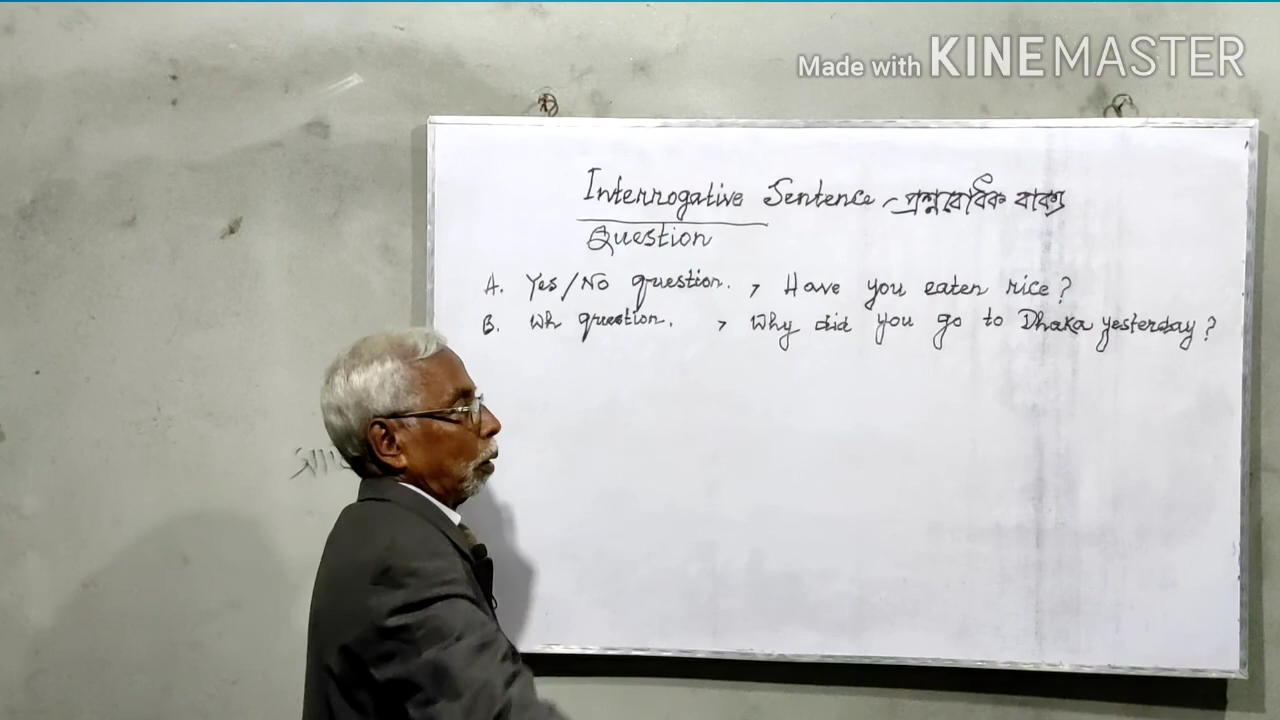 Made with KINEMASTER
Interrogative Sentence - প্রশ্নবোধক বাক্য
Question
A. Yes/No question. , Have you eaten rice?
B. Wh question. , Why did you go to Dhaka yesterday?